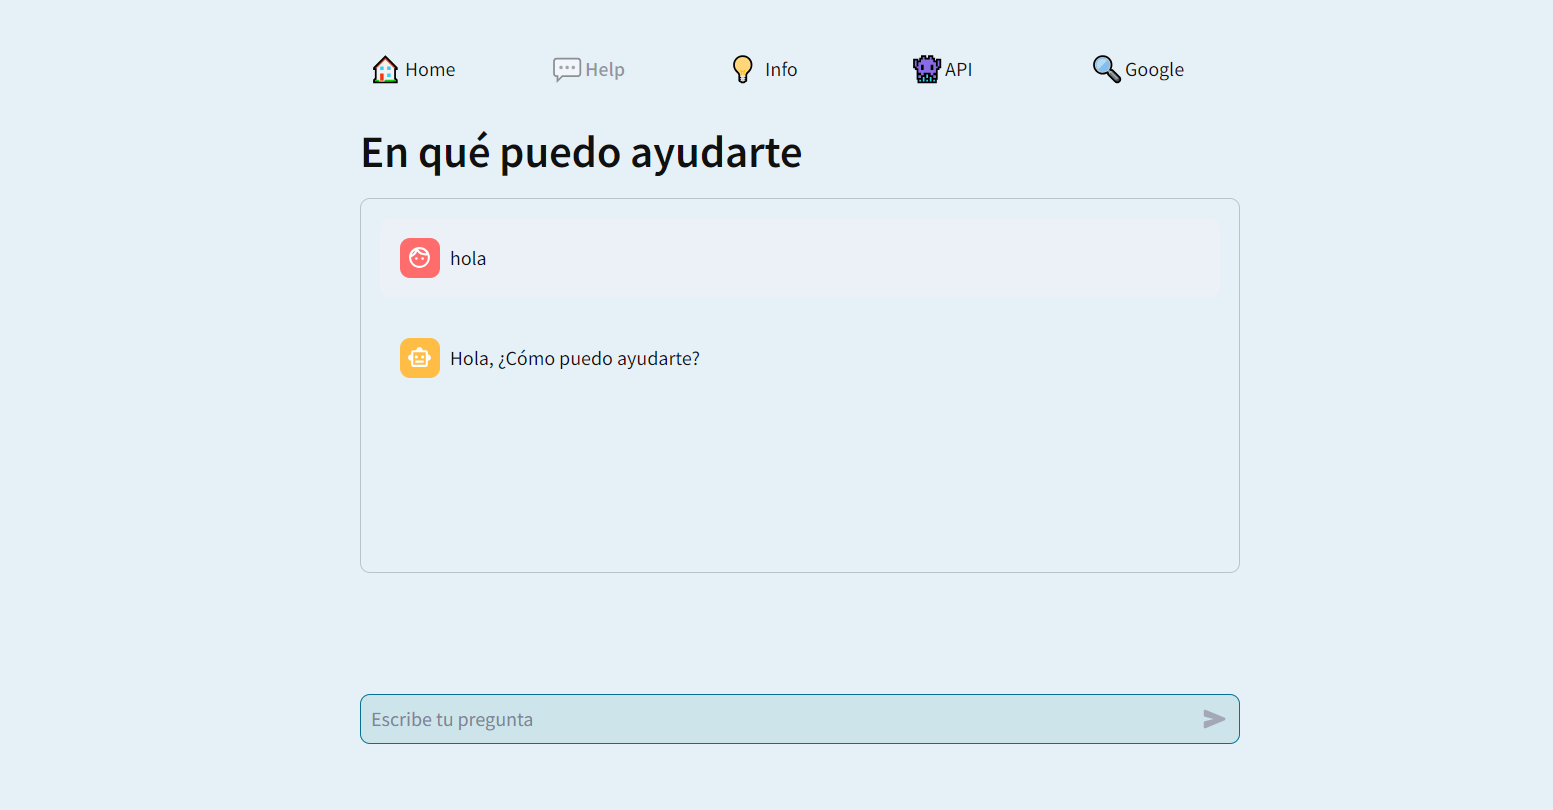 Home Help Info API Google
En qué puedo ayudarte
hola
Hola, ¿Cómo puedo ayudarte?
Escribe tu pregunta